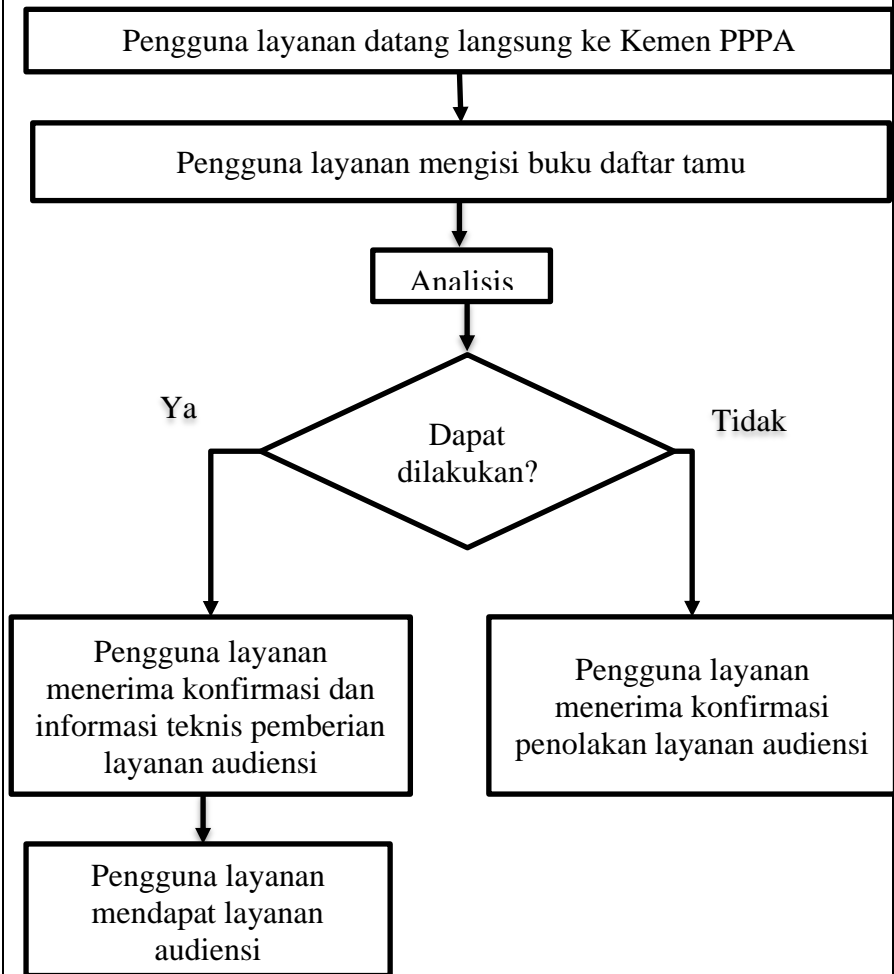 Pengguna layanan datang langsung ke Kemen PPPA
Pengguna layanan mengisi buku daftar tamu
Analisis
Dapat
dilakukan?
Ya
Tidak
Pengguna layanan
menerima konfirmasi dan
informasi teknis pemberian
layanan audiensi
Pengguna layanan
menerima konfirmasi
penolakan layanan audiensi
Pengguna layanan
mendapat layanan
audiensi